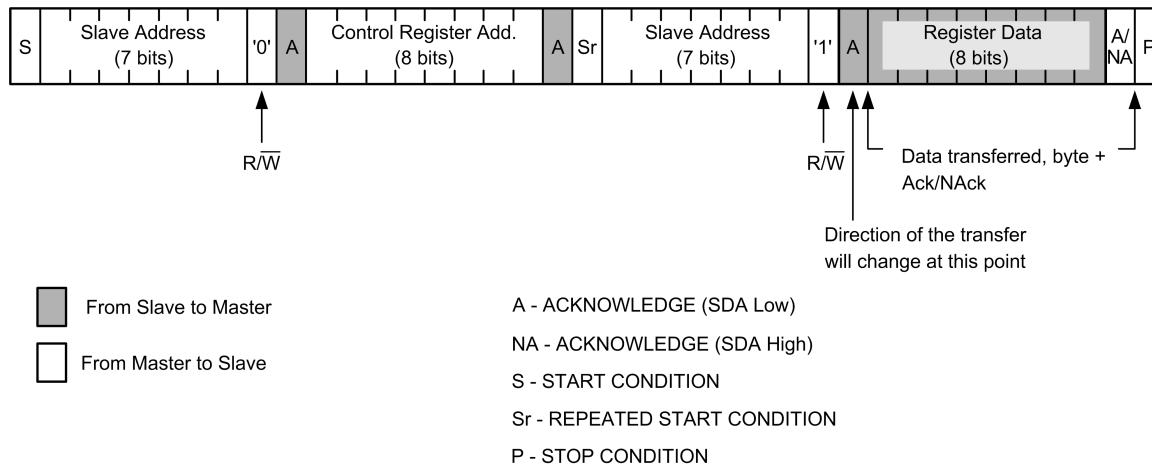 S Slave Address (7 bits) '0' A Control Register Add. (8 bits) A Sr Slave Address (7 bits) '1' A Register Data (8 bits) A/NA P
R/W̅
R/W̅
Data transferred, byte +
Ack/NAck
Direction of the transfer
will change at this point
From Slave to Master
From Master to Slave
A - ACKNOWLEDGE (SDA Low)
NA - ACKNOWLEDGE (SDA High)
S - START CONDITION
Sr - REPEATED START CONDITION
P - STOP CONDITION